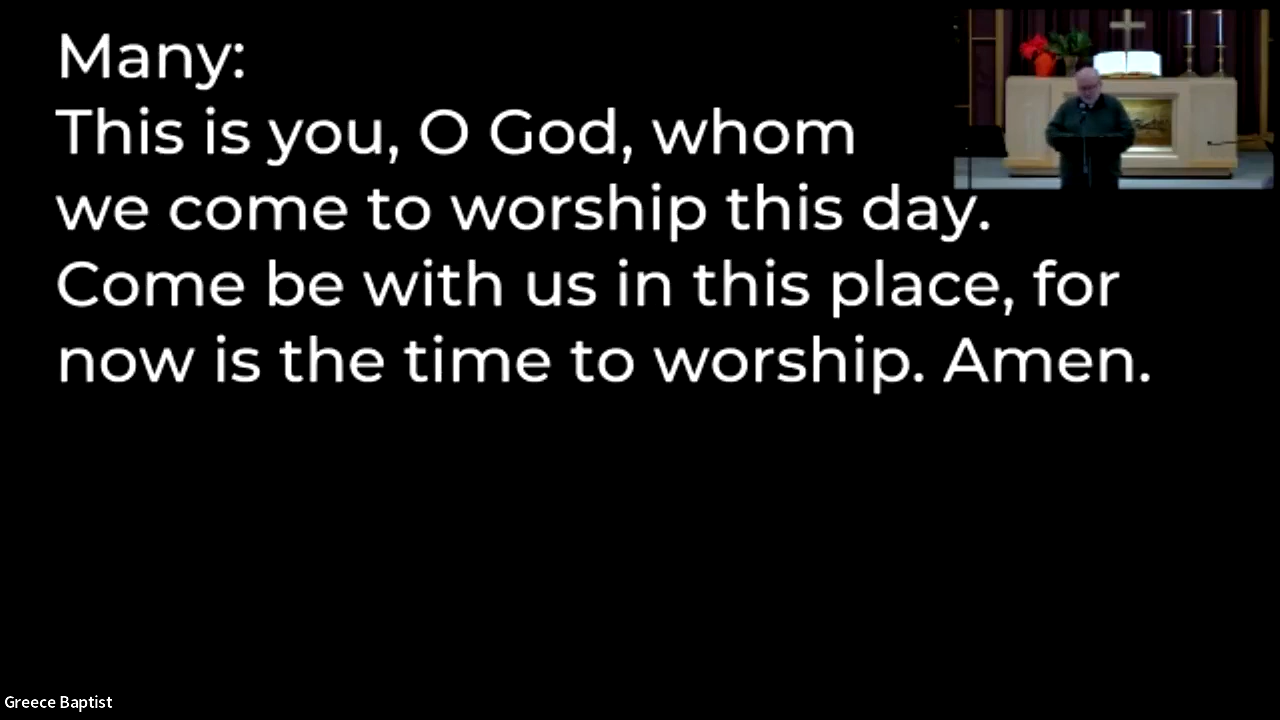 Many:
This is you, O God, whom
we come to worship this day.
Come be with us in this place, for
now is the time to worship. Amen.
Greece Baptist